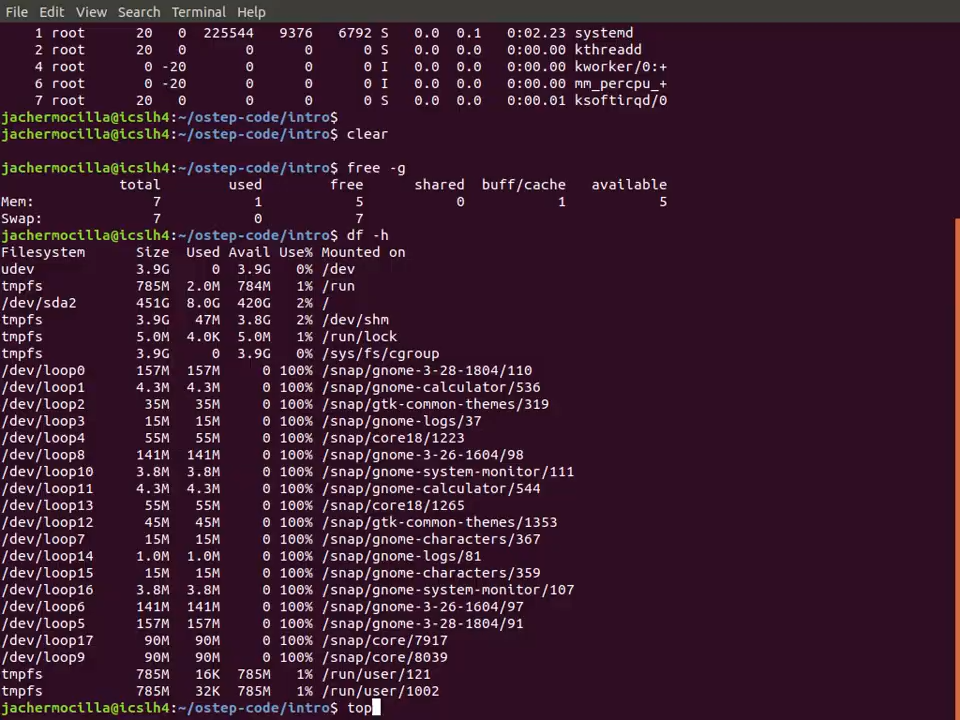 File Edit View Search Terminal Help
1 root 20 0 225544 9376 6792 S 0.0 0.1 0:02.23 systemd
2 root 20 0 0 0 0 S 0.0 0.0 0:00.00 kthreadd
4 root 0 -20 0 0 0 I 0.0 0.0 0:00.00 kworker/0:+
6 root 0 -20 0 0 0 I 0.0 0.0 0:00.00 mm_percpu_+
7 root 20 0 0 0 0 S 0.0 0.0 0:00.01 ksoftirqd/0
jachermocilla@icslh4:~/ostep-code/intro$
jachermocilla@icslh4:~/ostep-code/intro$ clear
jachermocilla@icslh4:~/ostep-code/intro$ free -g
total used free shared buff/cache available
Mem: 7 1 5 0 1 5
Swap: 7 0 7
jachermocilla@icslh4:~/ostep-code/intro$ df -h
Filesystem Size Used Avail Use% Mounted on
udev 3.9G 0 3.9G 0% /dev
tmpfs 785M 2.0M 784M 1% /run
/dev/sda2 451G 8.0G 420G 2% /
tmpfs 3.9G 47M 3.8G 2% /dev/shm
tmpfs 5.0M 4.0K 5.0M 1% /run/lock
tmpfs 3.9G 0 3.9G 0% /sys/fs/cgroup
/dev/loop0 157M 157M 0 100% /snap/gnome-3-28-1804/110
/dev/loop1 4.3M 4.3M 0 100% /snap/gnome-calculator/536
/dev/loop2 35M 35M 0 100% /snap/gtk-common-themes/319
/dev/loop3 15M 15M 0 100% /snap/gnome-logs/37
/dev/loop4 55M 55M 0 100% /snap/core18/1223
/dev/loop8 141M 141M 0 100% /snap/gnome-3-26-1604/98
/dev/loop10 3.8M 3.8M 0 100% /snap/gnome-system-monitor/111
/dev/loop11 4.3M 4.3M 0 100% /snap/gnome-calculator/544
/dev/loop13 55M 55M 0 100% /snap/core18/1265
/dev/loop12 45M 45M 0 100% /snap/gtk-common-themes/1353
/dev/loop7 15M 15M 0 100% /snap/gnome-characters/367
/dev/loop14 1.0M 1.0M 0 100% /snap/gnome-logs/81
/dev/loop15 15M 15M 0 100% /snap/gnome-characters/359
/dev/loop16 3.8M 3.8M 0 100% /snap/gnome-system-monitor/107
/dev/loop6 141M 141M 0 100% /snap/gnome-3-26-1604/97
/dev/loop5 157M 157M 0 100% /snap/gnome-3-28-1804/91
/dev/loop17 90M 90M 0 100% /snap/core/7917
/dev/loop9 90M 90M 0 100% /snap/core/8039
tmpfs 785M 16K 785M 1% /run/user/121
tmpfs 785M 32K 785M 1% /run/user/1002
jachermocilla@icslh4:~/ostep-code/intro$ top